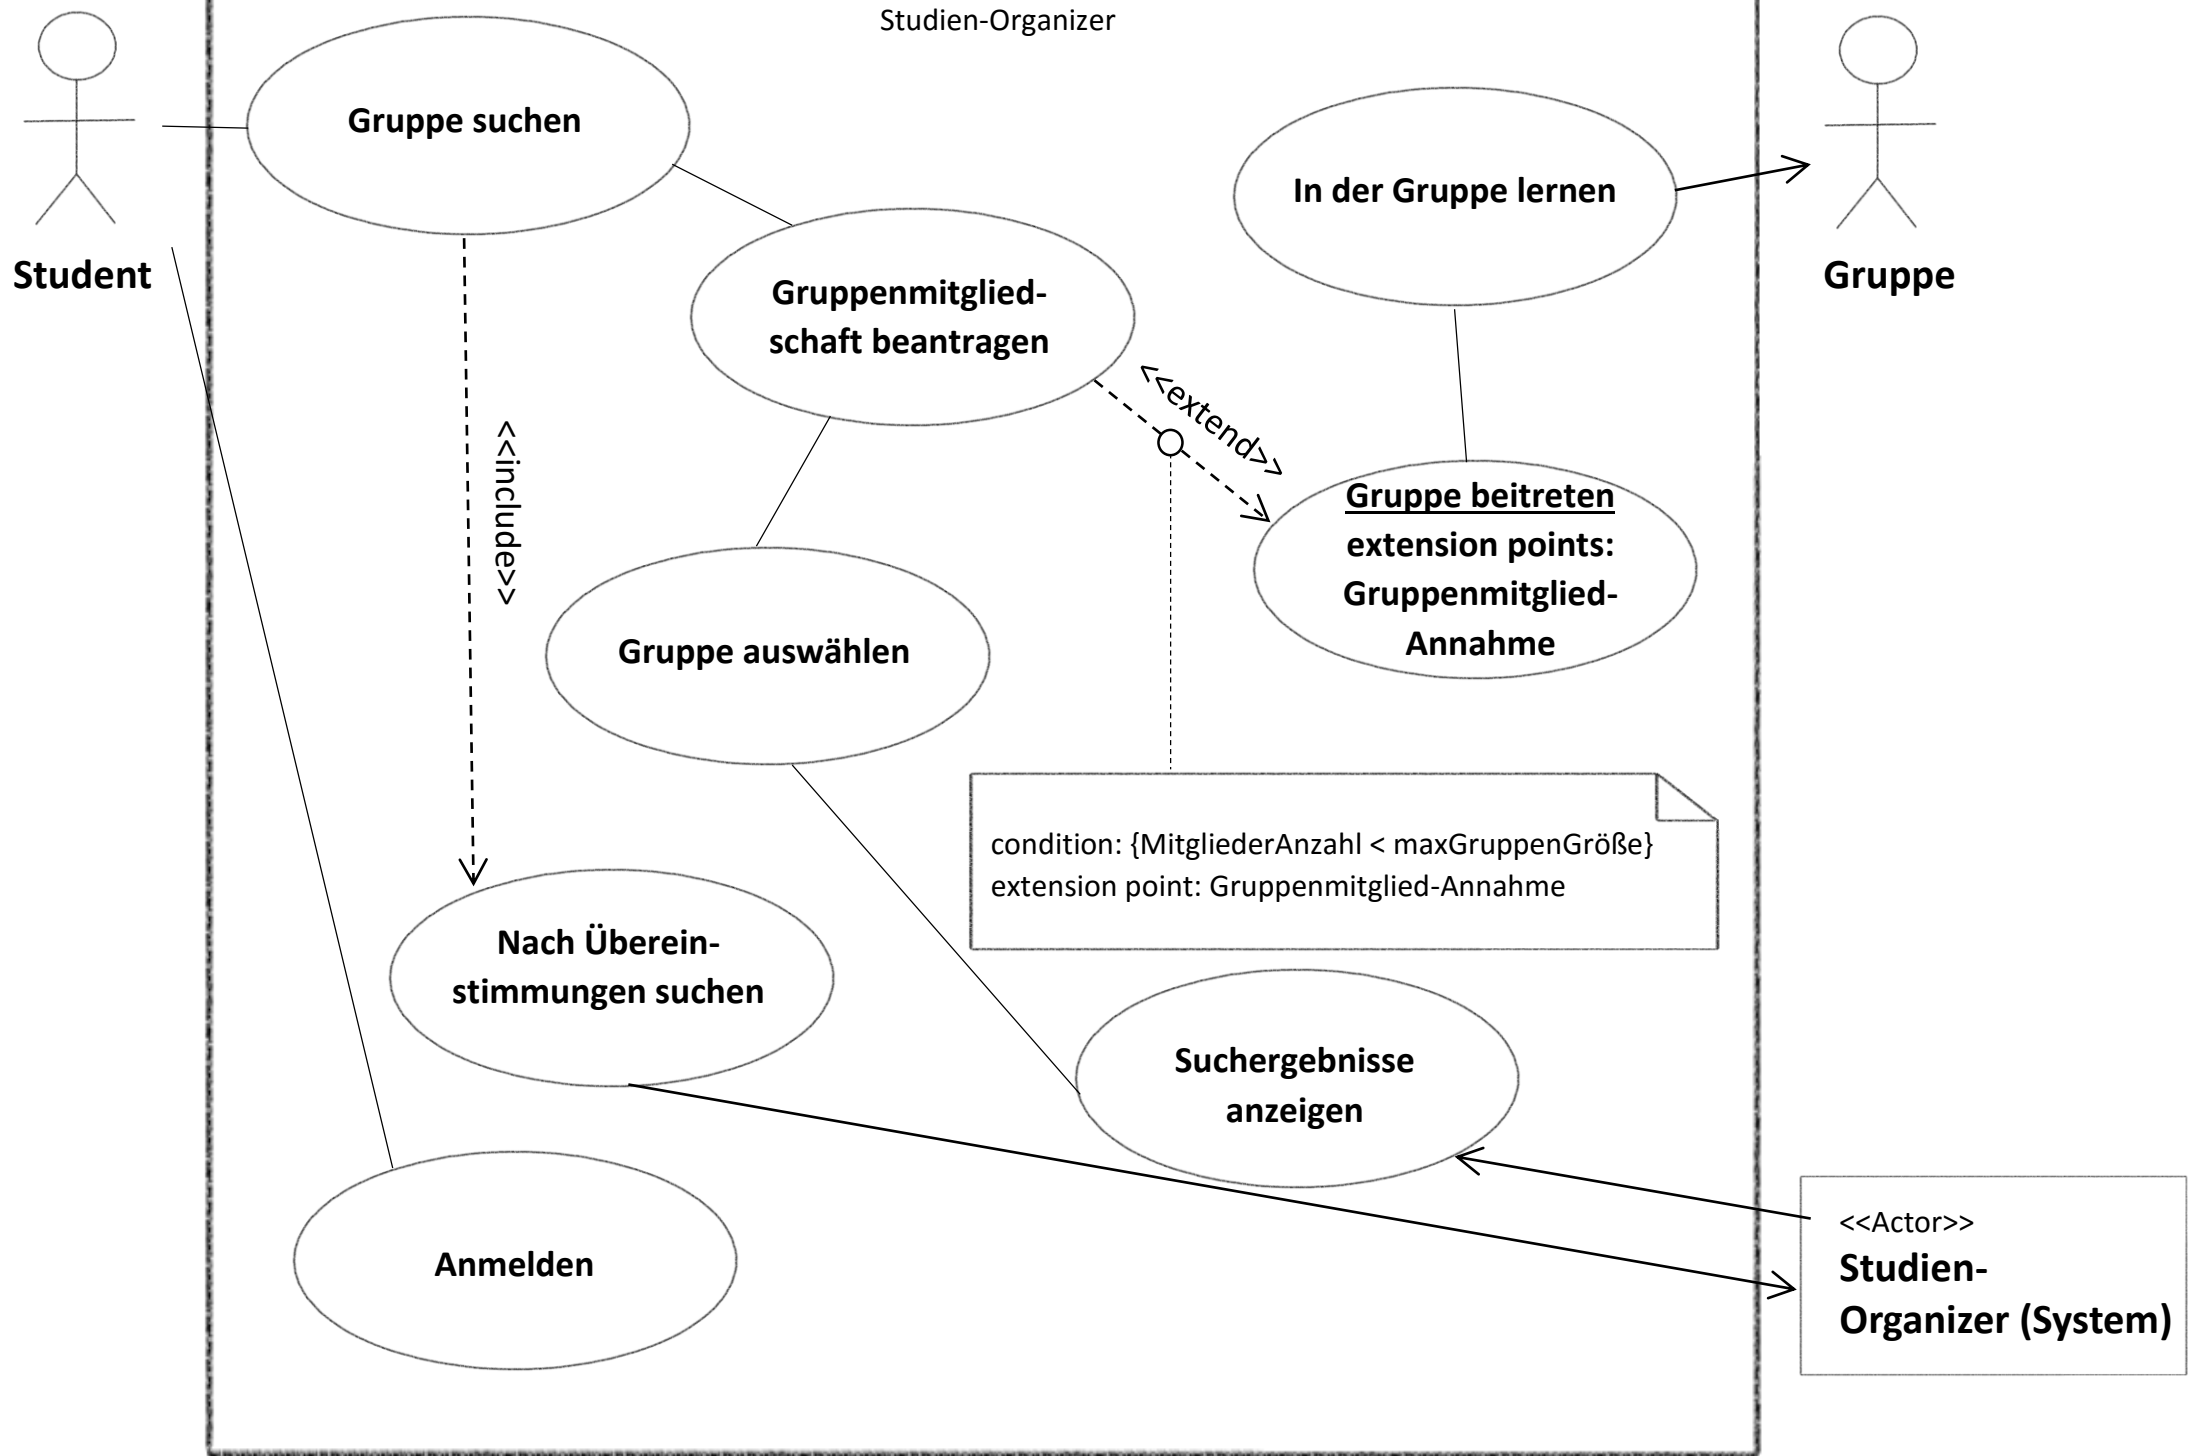 Studien-Organizer
Gruppe suchen
In der Gruppe lernen
Student
Gruppe
Gruppenmitglied-
schaft beantragen
<<extend>>
<<include>>
Gruppe beitreten
extension points:
Gruppenmitglied-
Annahme
Gruppe auswählen
condition: {MitgliederAnzahl < maxGruppenGröße}
extension point: Gruppenmitglied-Annahme
Nach Überein-
stimmungen suchen
Suchergebnisse
anzeigen
Anmelden
<<Actor>>
Studien-
Organizer (System)